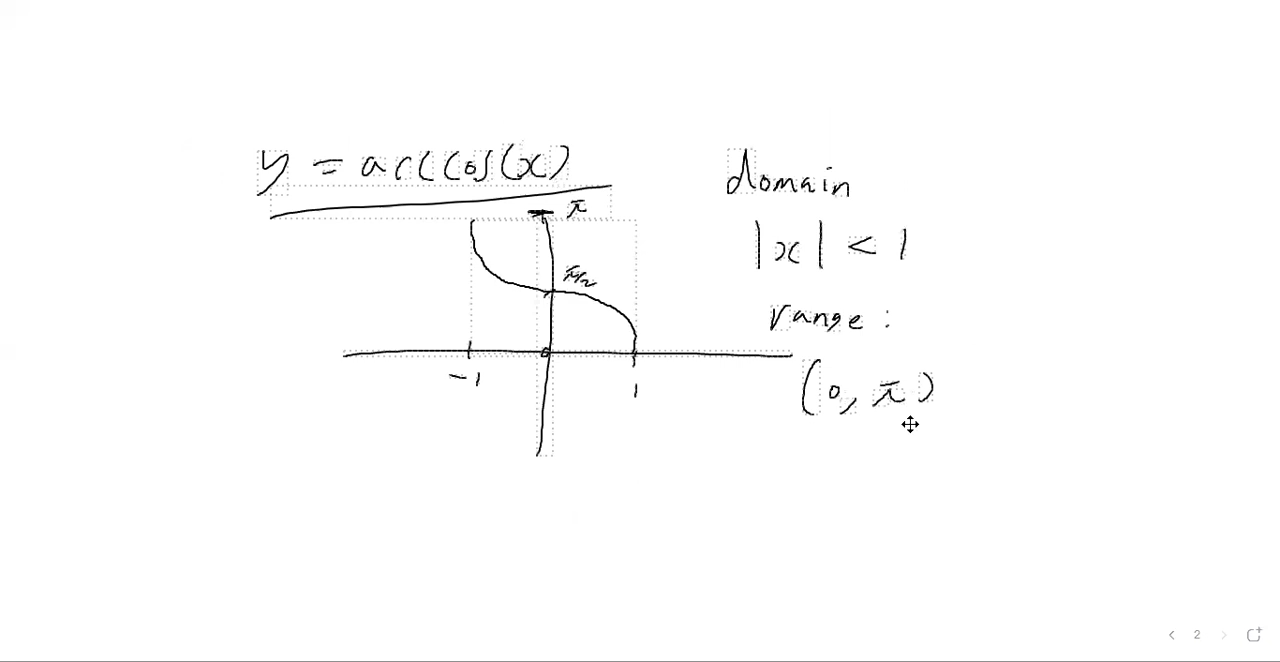 y = arccos(x)
domain
|x| < 1
range:
(0, π)
π
π/2
0
-1
1
2